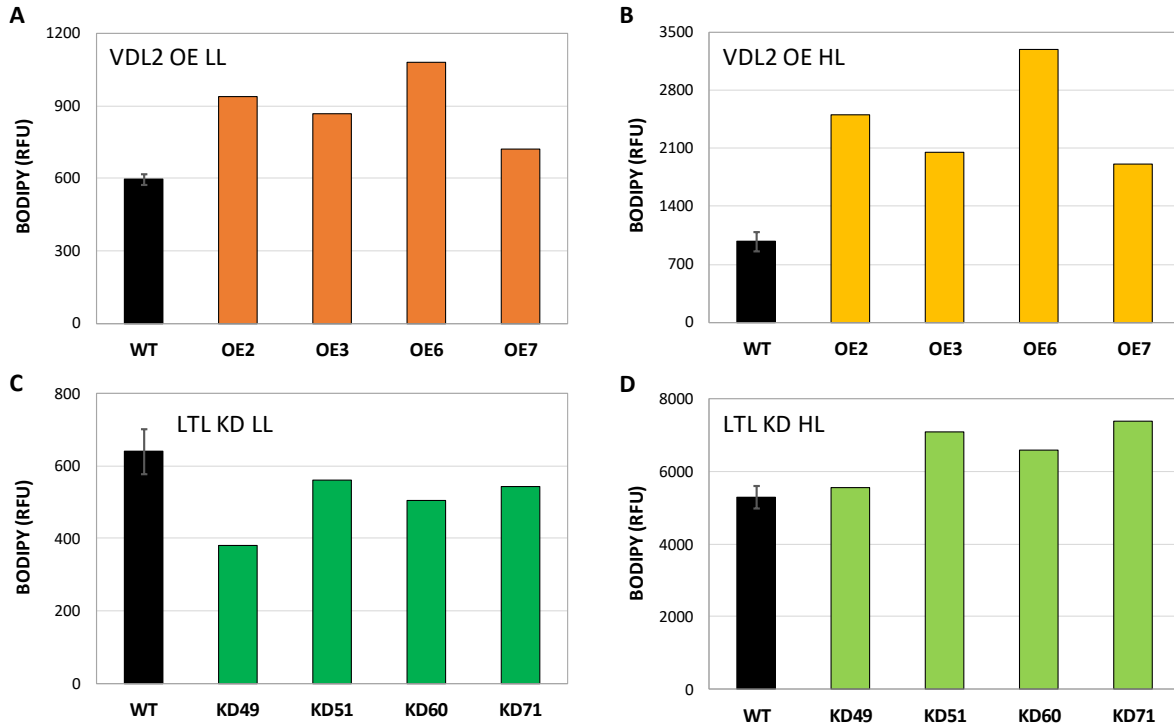 A
VDL2 OE LL
BODIPY (RFU)
1200
900
600
300
0
WT OE2 OE3 OE6 OE7
B
VDL2 OE HL
BODIPY (RFU)
3500
2800
2100
1400
700
0
WT OE2 OE3 OE6 OE7
C
LTL KD LL
BODIPY (RFU)
800
600
400
200
0
WT KD49 KD51 KD60 KD71
D
LTL KD HL
BODIPY (RFU)
8000
6000
4000
2000
0
WT KD49 KD51 KD60 KD71